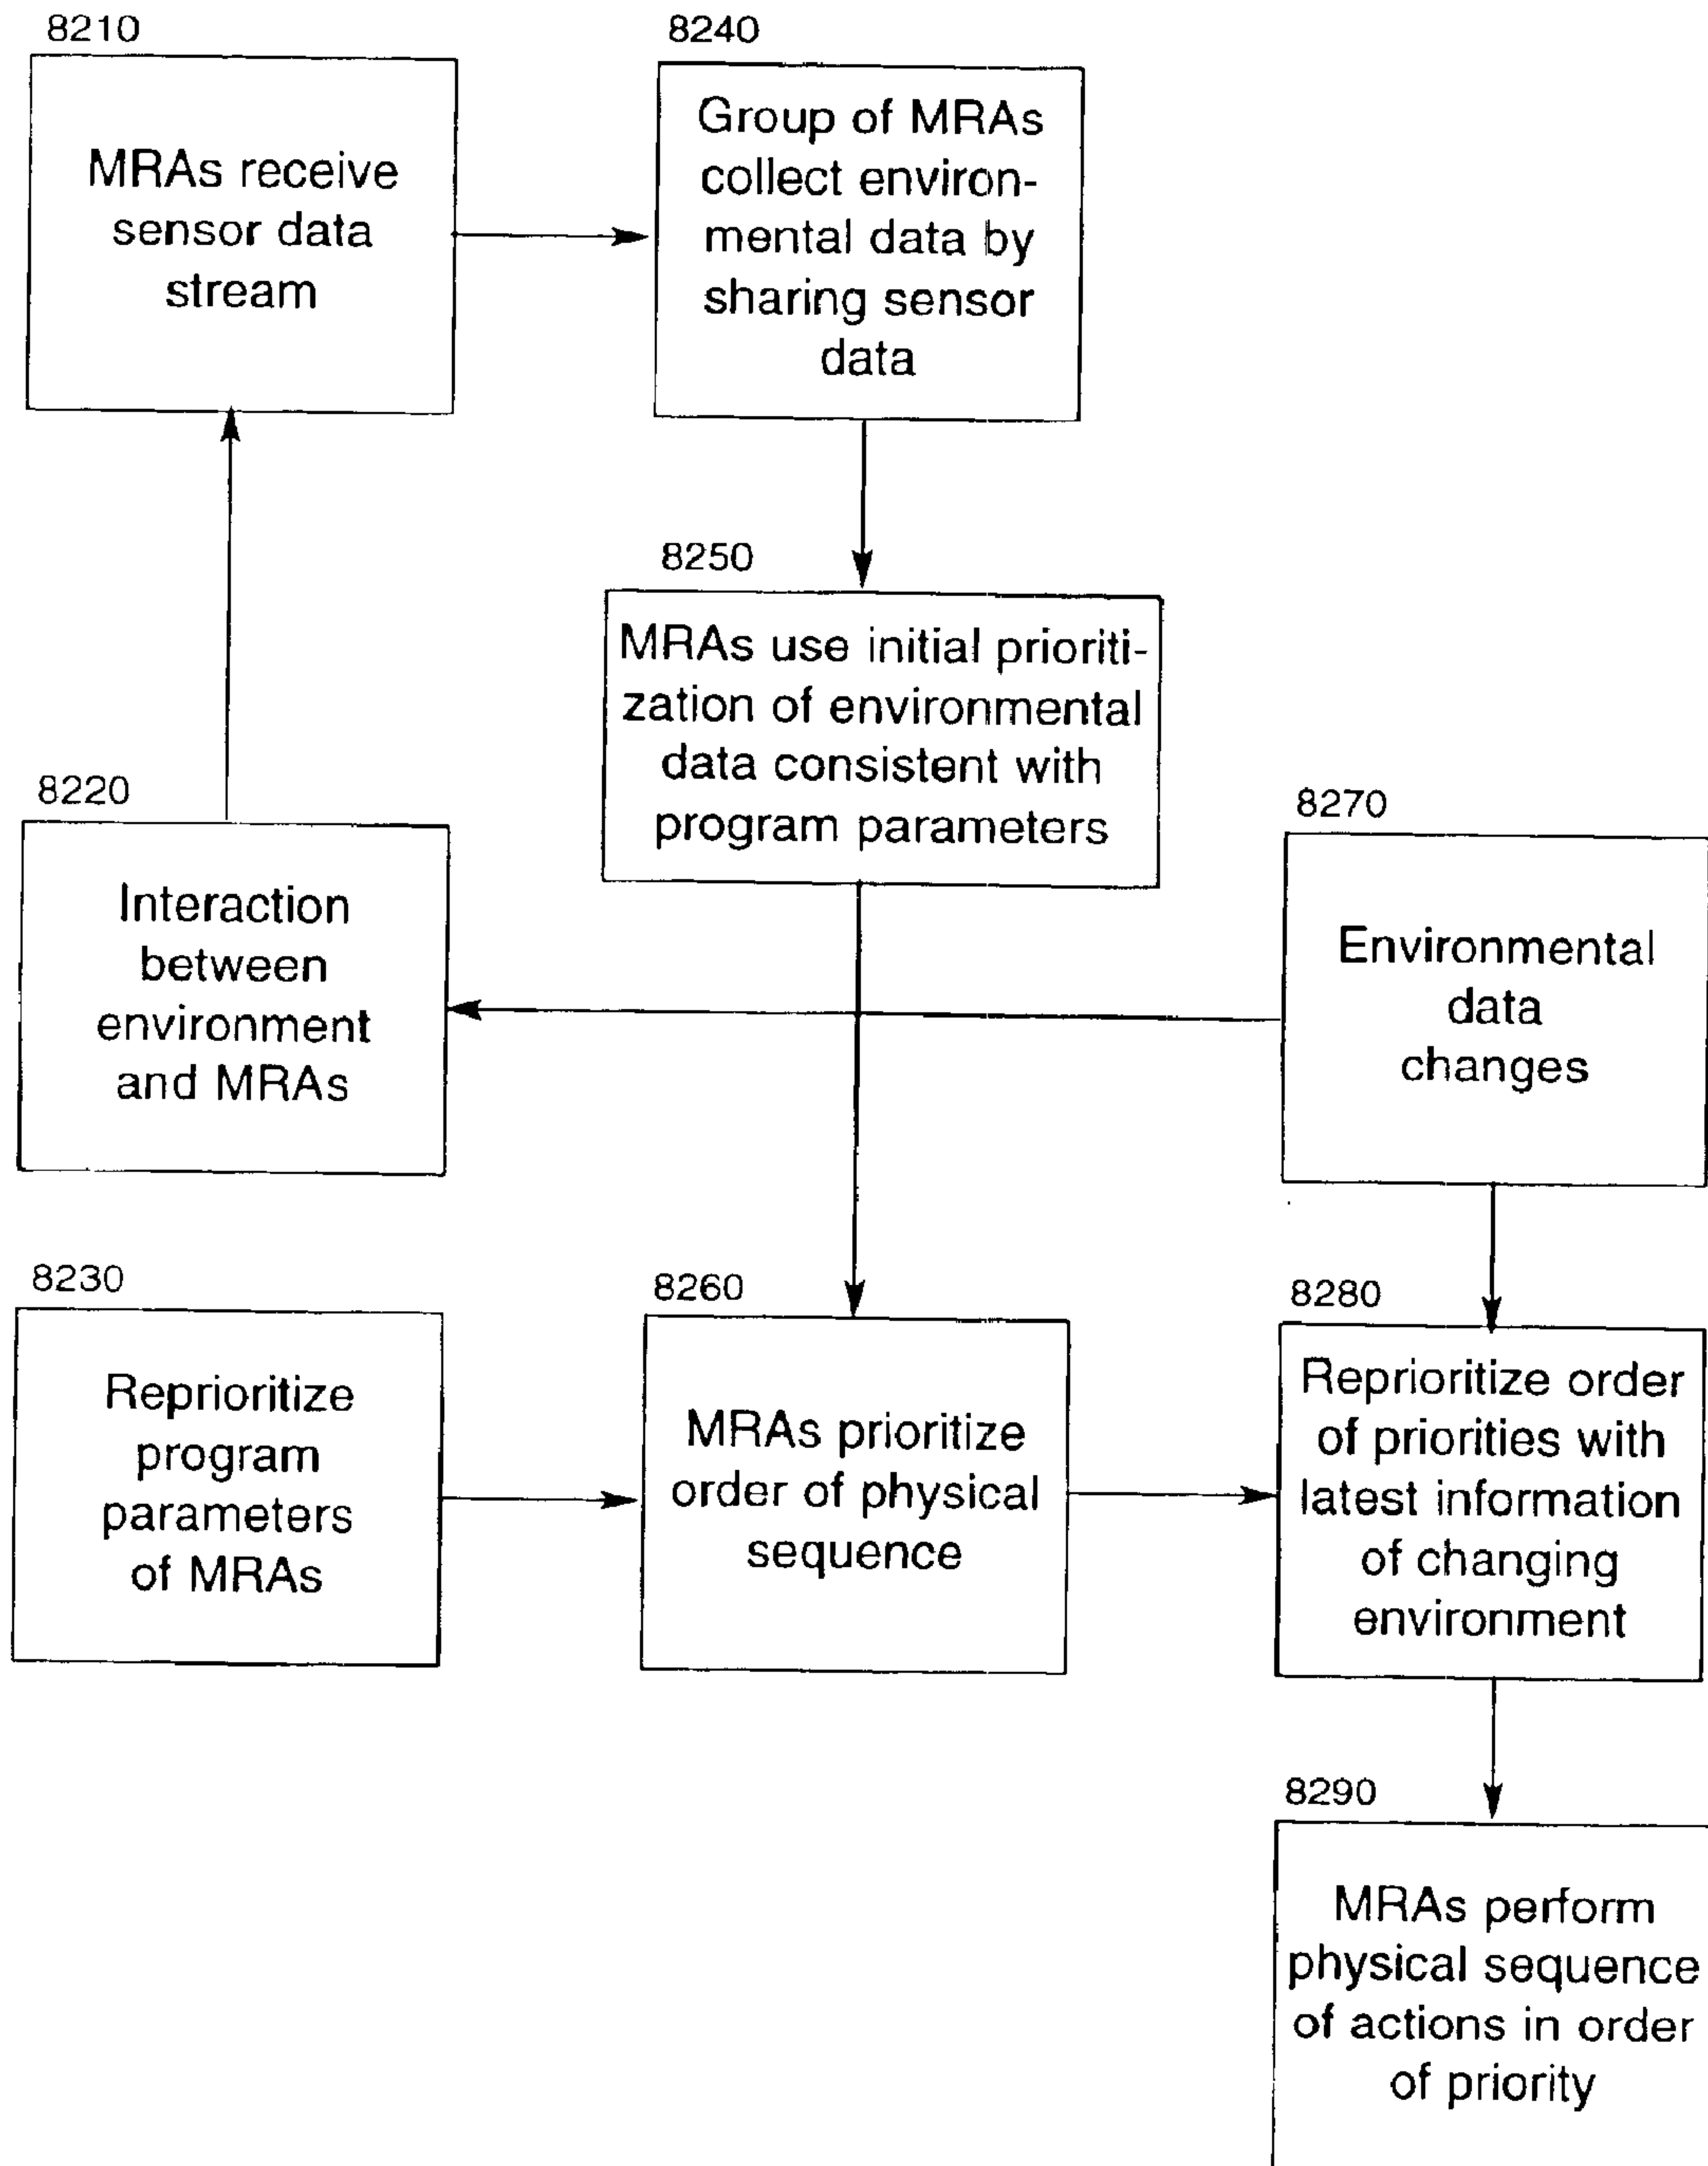 8210
MRAs receive
sensor data
stream
8240
Group of MRAs
collect environ-
mental data by
sharing sensor
data
8250
MRAs use initial prioriti-
zation of environmental
data consistent with
program parameters
8220
Interaction
between
environment
and MRAs
8270
Environmental
data
changes
8230
Reprioritize
program
parameters
of MRAs
8260
MRAs prioritize
order of physical
sequence
8280
Reprioritize order
of priorities with
latest information
of changing
environment
8290
MRAs perform
physical sequence
of actions in order
of priority